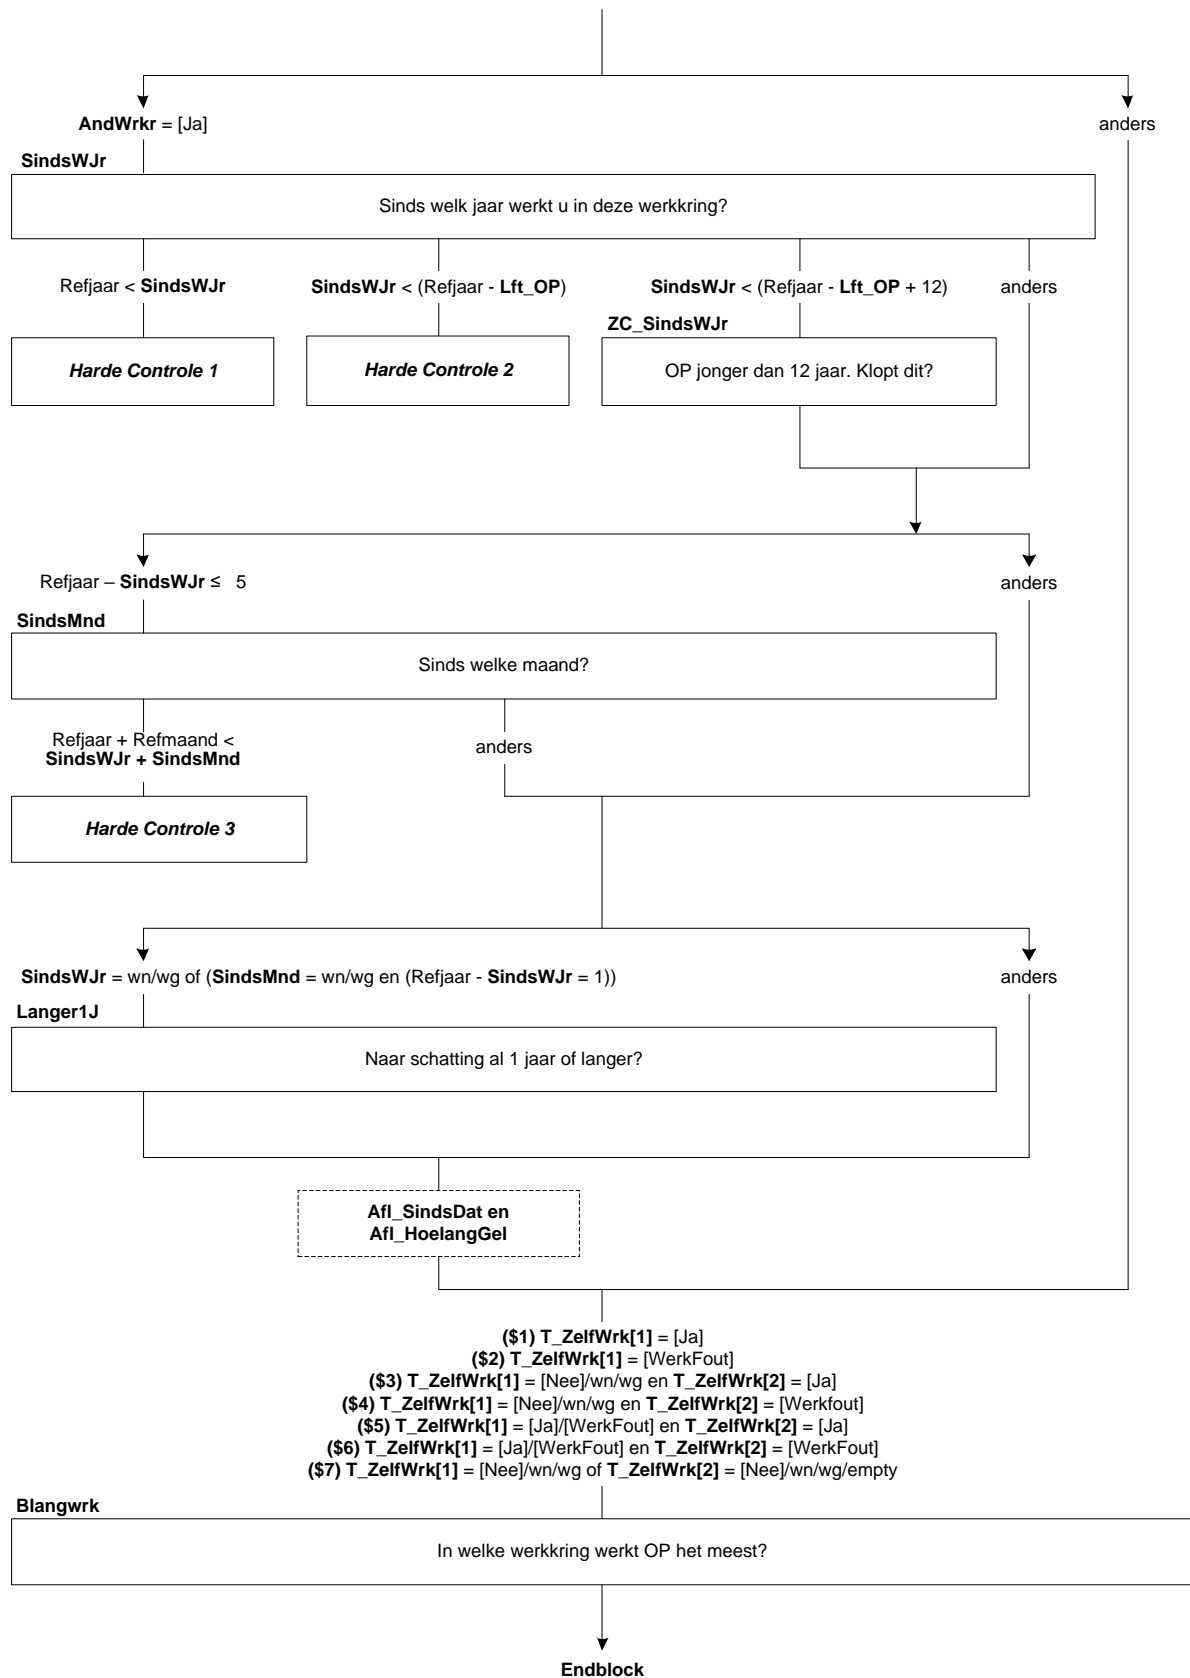 AndWrkr = [Ja]
anders
SindsWJr
Sinds welk jaar werkt u in deze werkkring?
Refjaar < SindsWJr
SindsWJr < (Refjaar - Lft_OP)
SindsWJr < (Refjaar - Lft_OP + 12)
anders
ZC_SindsWJr
Harde Controle 1
Harde Controle 2
OP jonger dan 12 jaar. Klopt dit?
Refjaar – SindsWJr ≤ 5
anders
SindsMnd
Sinds welke maand?
Refjaar + Refmaand <
SindsWJr + SindsMnd
anders
Harde Controle 3
SindsWJr = wn/wg of (SindsMnd = wn/wg en (Refjaar - SindsWJr = 1))
anders
Langer1J
Naar schatting al 1 jaar of langer?
Afl_SindsDat en
Afl_HoelangGel
($1) T_ZelfWrk[1] = [Ja]
($2) T_ZelfWrk[1] = [WerkFout]
($3) T_ZelfWrk[1] = [Nee]/wn/wg en T_ZelfWrk[2] = [Ja]
($4) T_ZelfWrk[1] = [Nee]/wn/wg en T_ZelfWrk[2] = [Werkfout]
($5) T_ZelfWrk[1] = [Ja]/[WerkFout] en T_ZelfWrk[2] = [Ja]
($6) T_ZelfWrk[1] = [Ja]/[WerkFout] en T_ZelfWrk[2] = [WerkFout]
($7) T_ZelfWrk[1] = [Nee]/wn/wg of T_ZelfWrk[2] = [Nee]/wn/wg/empty
Blangwrk
In welke werkkring werkt OP het meest?
Endblock